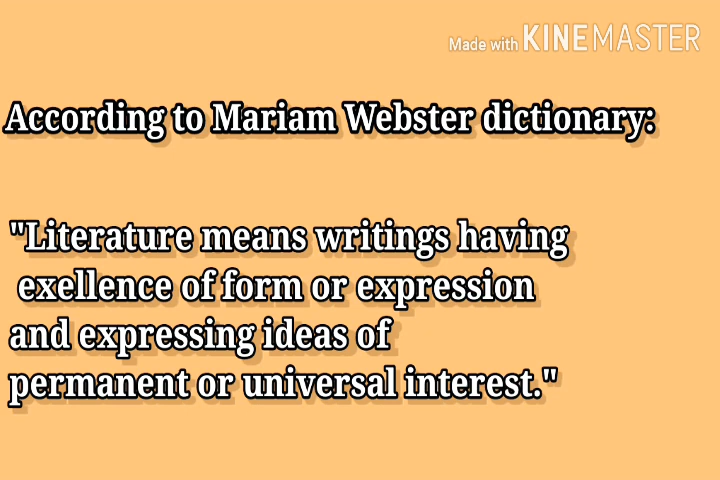 Made with KINEMASTER
According to Mariam Webster dictionary:
"Literature means writings having
exellence of form or expression
and expressing ideas of
permanent or universal interest."